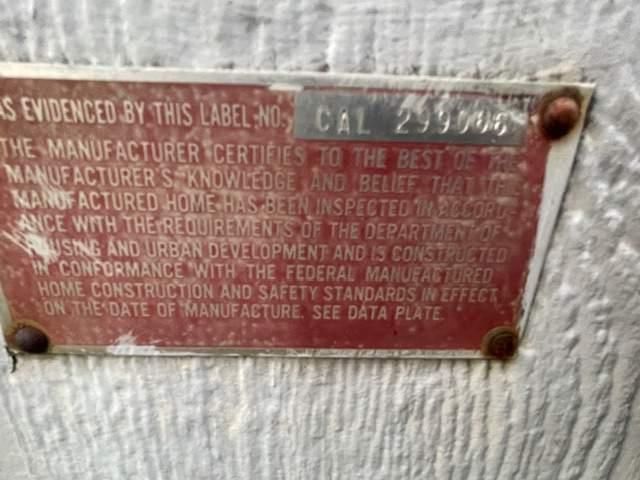 AS EVIDENCED BY THIS LABEL NO. CAL
THE MANUFACTURER CERTIFIES TO THE BEST OF THE
MANUFACTURER'S KNOWLEDGE AND BELIEF THAT THE
MANUFACTURED HOME HAS BEEN INSPECTED IN ACCORD-
ANCE WITH THE REQUIREMENTS OF THE DEPARTMENT OF
HOUSING AND URBAN DEVELOPMENT AND IS CONSTRUCTED
IN CONFORMANCE WITH THE FEDERAL MANUFACTURED
HOME CONSTRUCTION AND SAFETY STANDARDS IN EFFECT
ON THE DATE OF MANUFACTURE. SEE DATA PLATE.